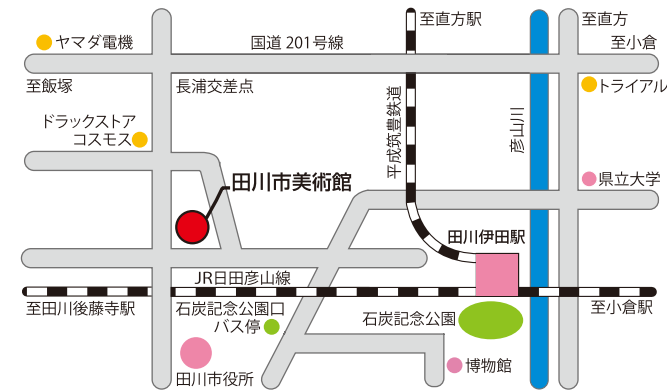 至直方駅
至直方
ヤマダ電機
国道201号線
至小倉
至飯塚
長浦交差点
トライアル
平成筑豊鉄道
彦山川
ドラックストア
コスモス
田川市美術館
県立大学
田川伊田駅
JR日田彦山線
至田川後藤寺駅
石炭記念公園口
バス停
石炭記念公園
至小倉駅
田川市役所
博物館